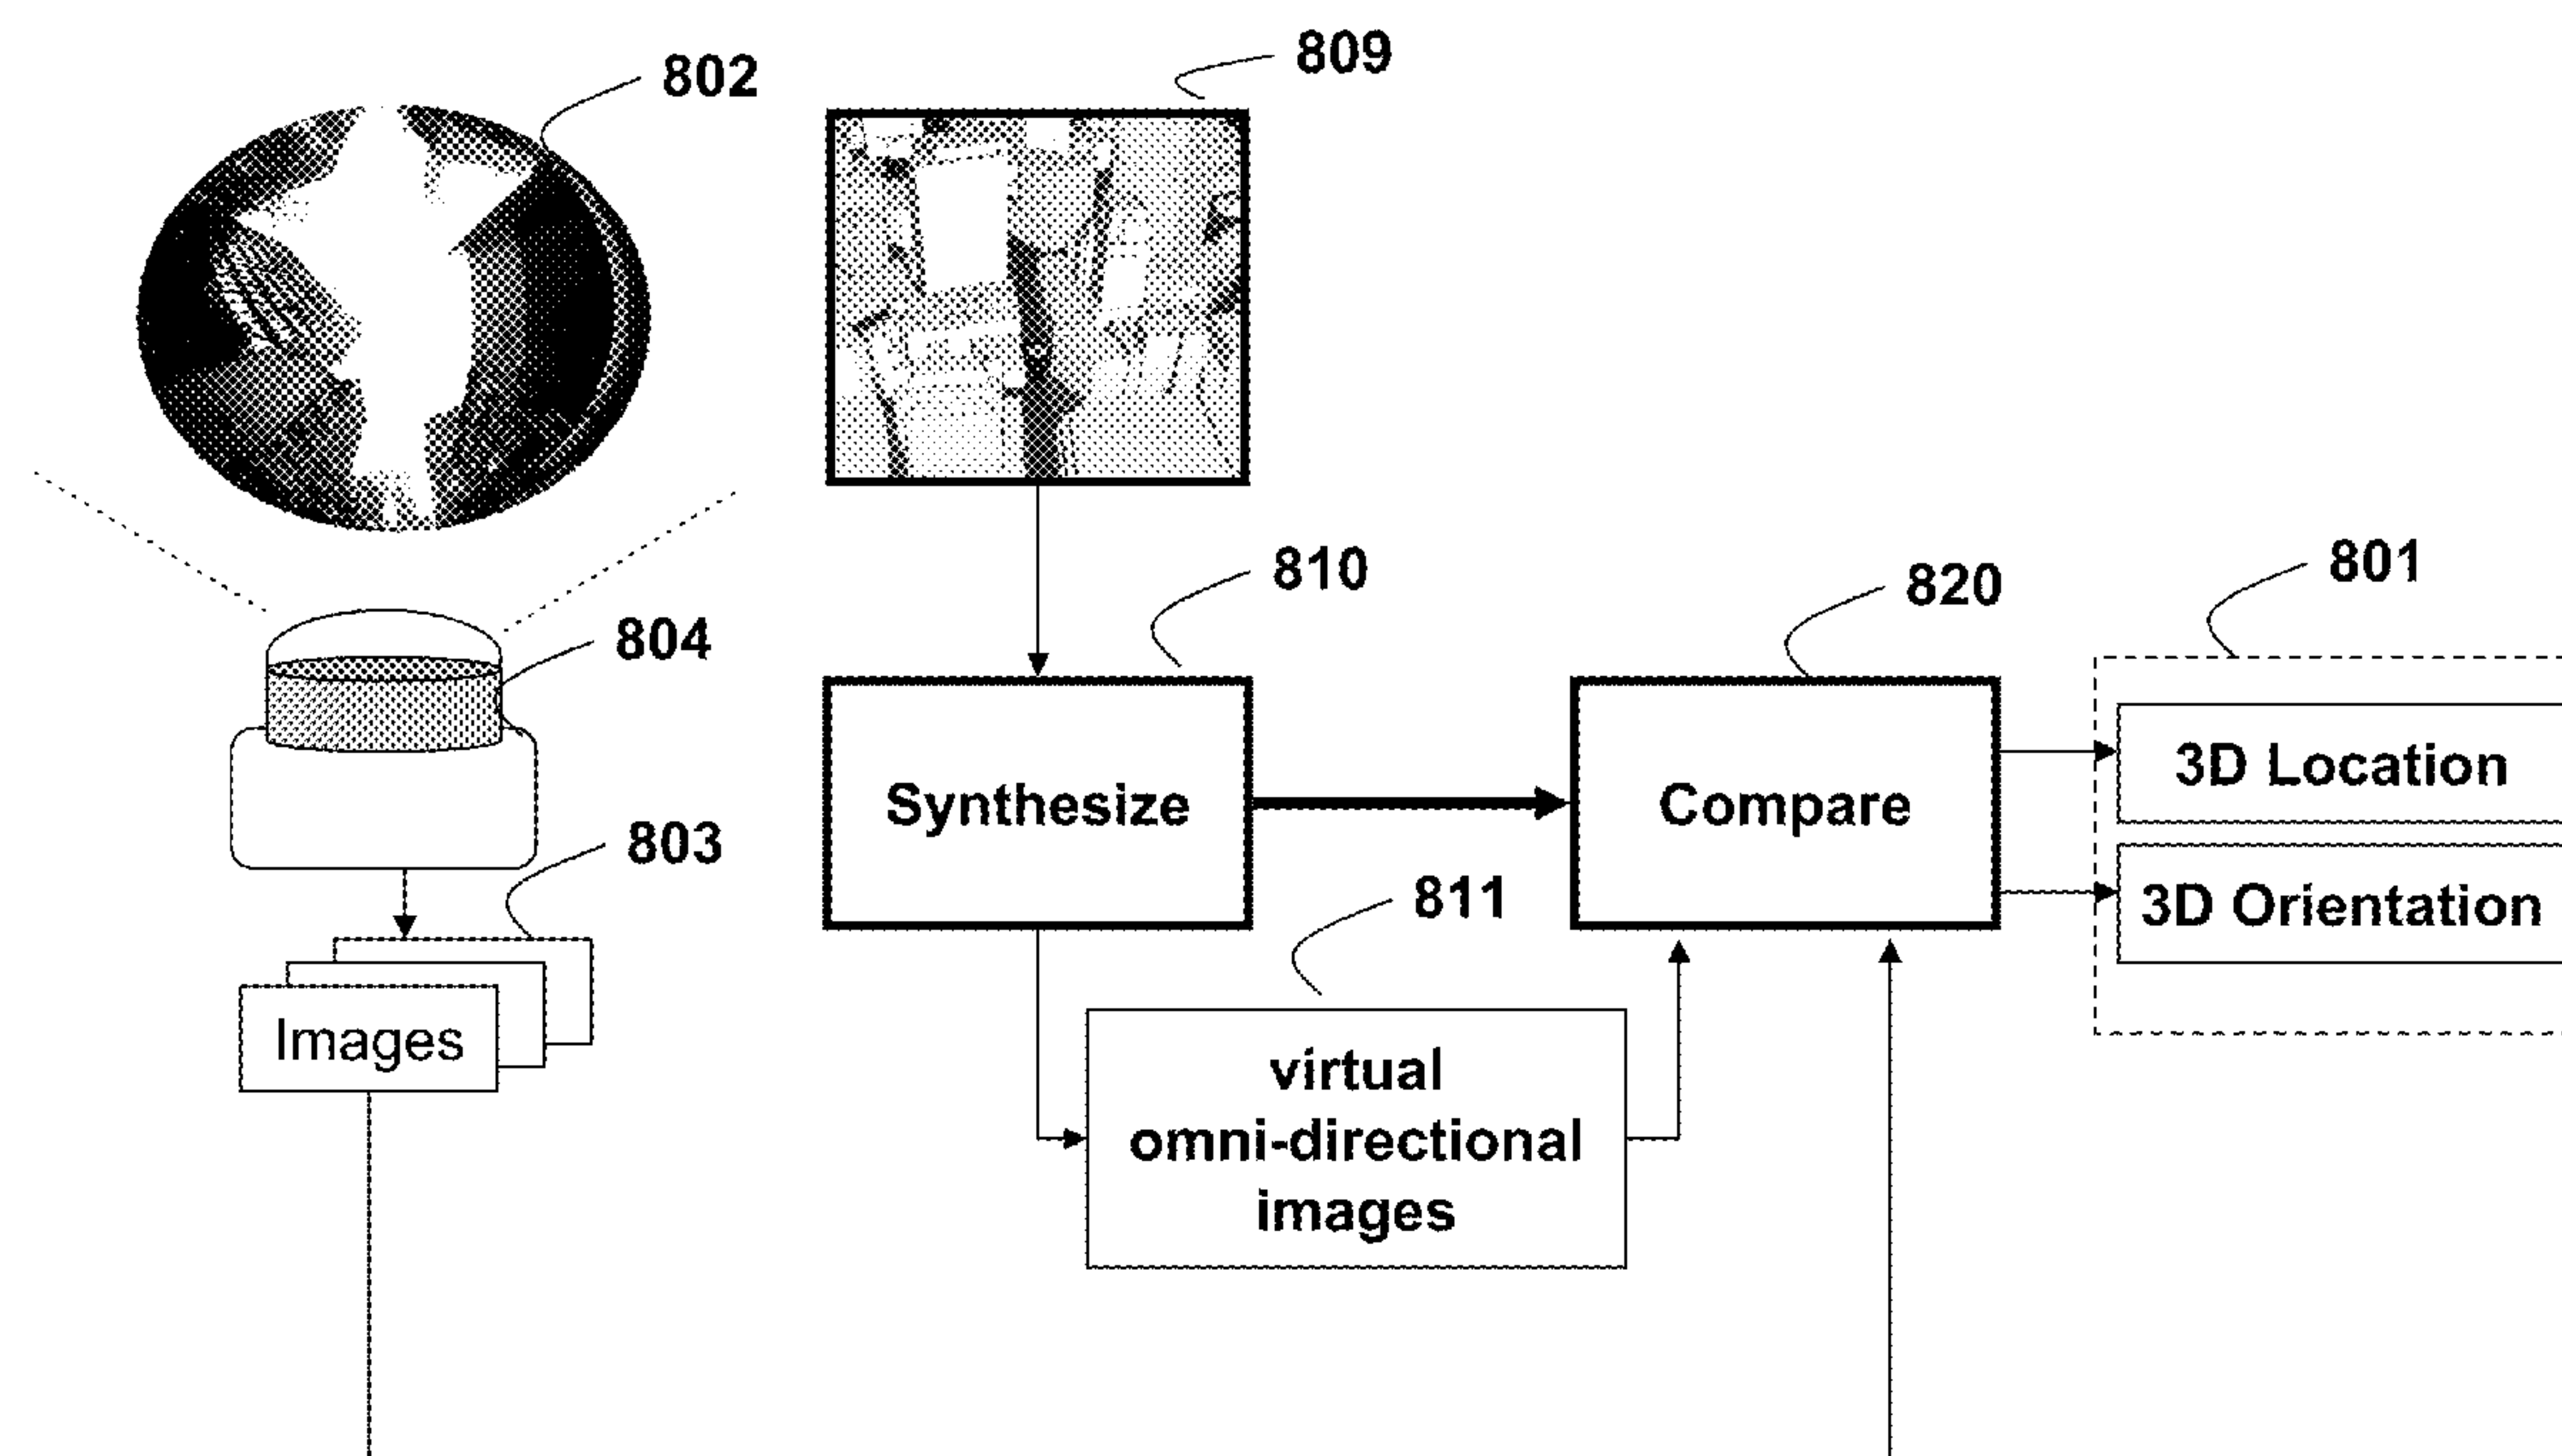 802
809
810
820
801
804
Synthesize
Compare
3D Location
803
811
3D Orientation
Images
virtual
omni-directional
images